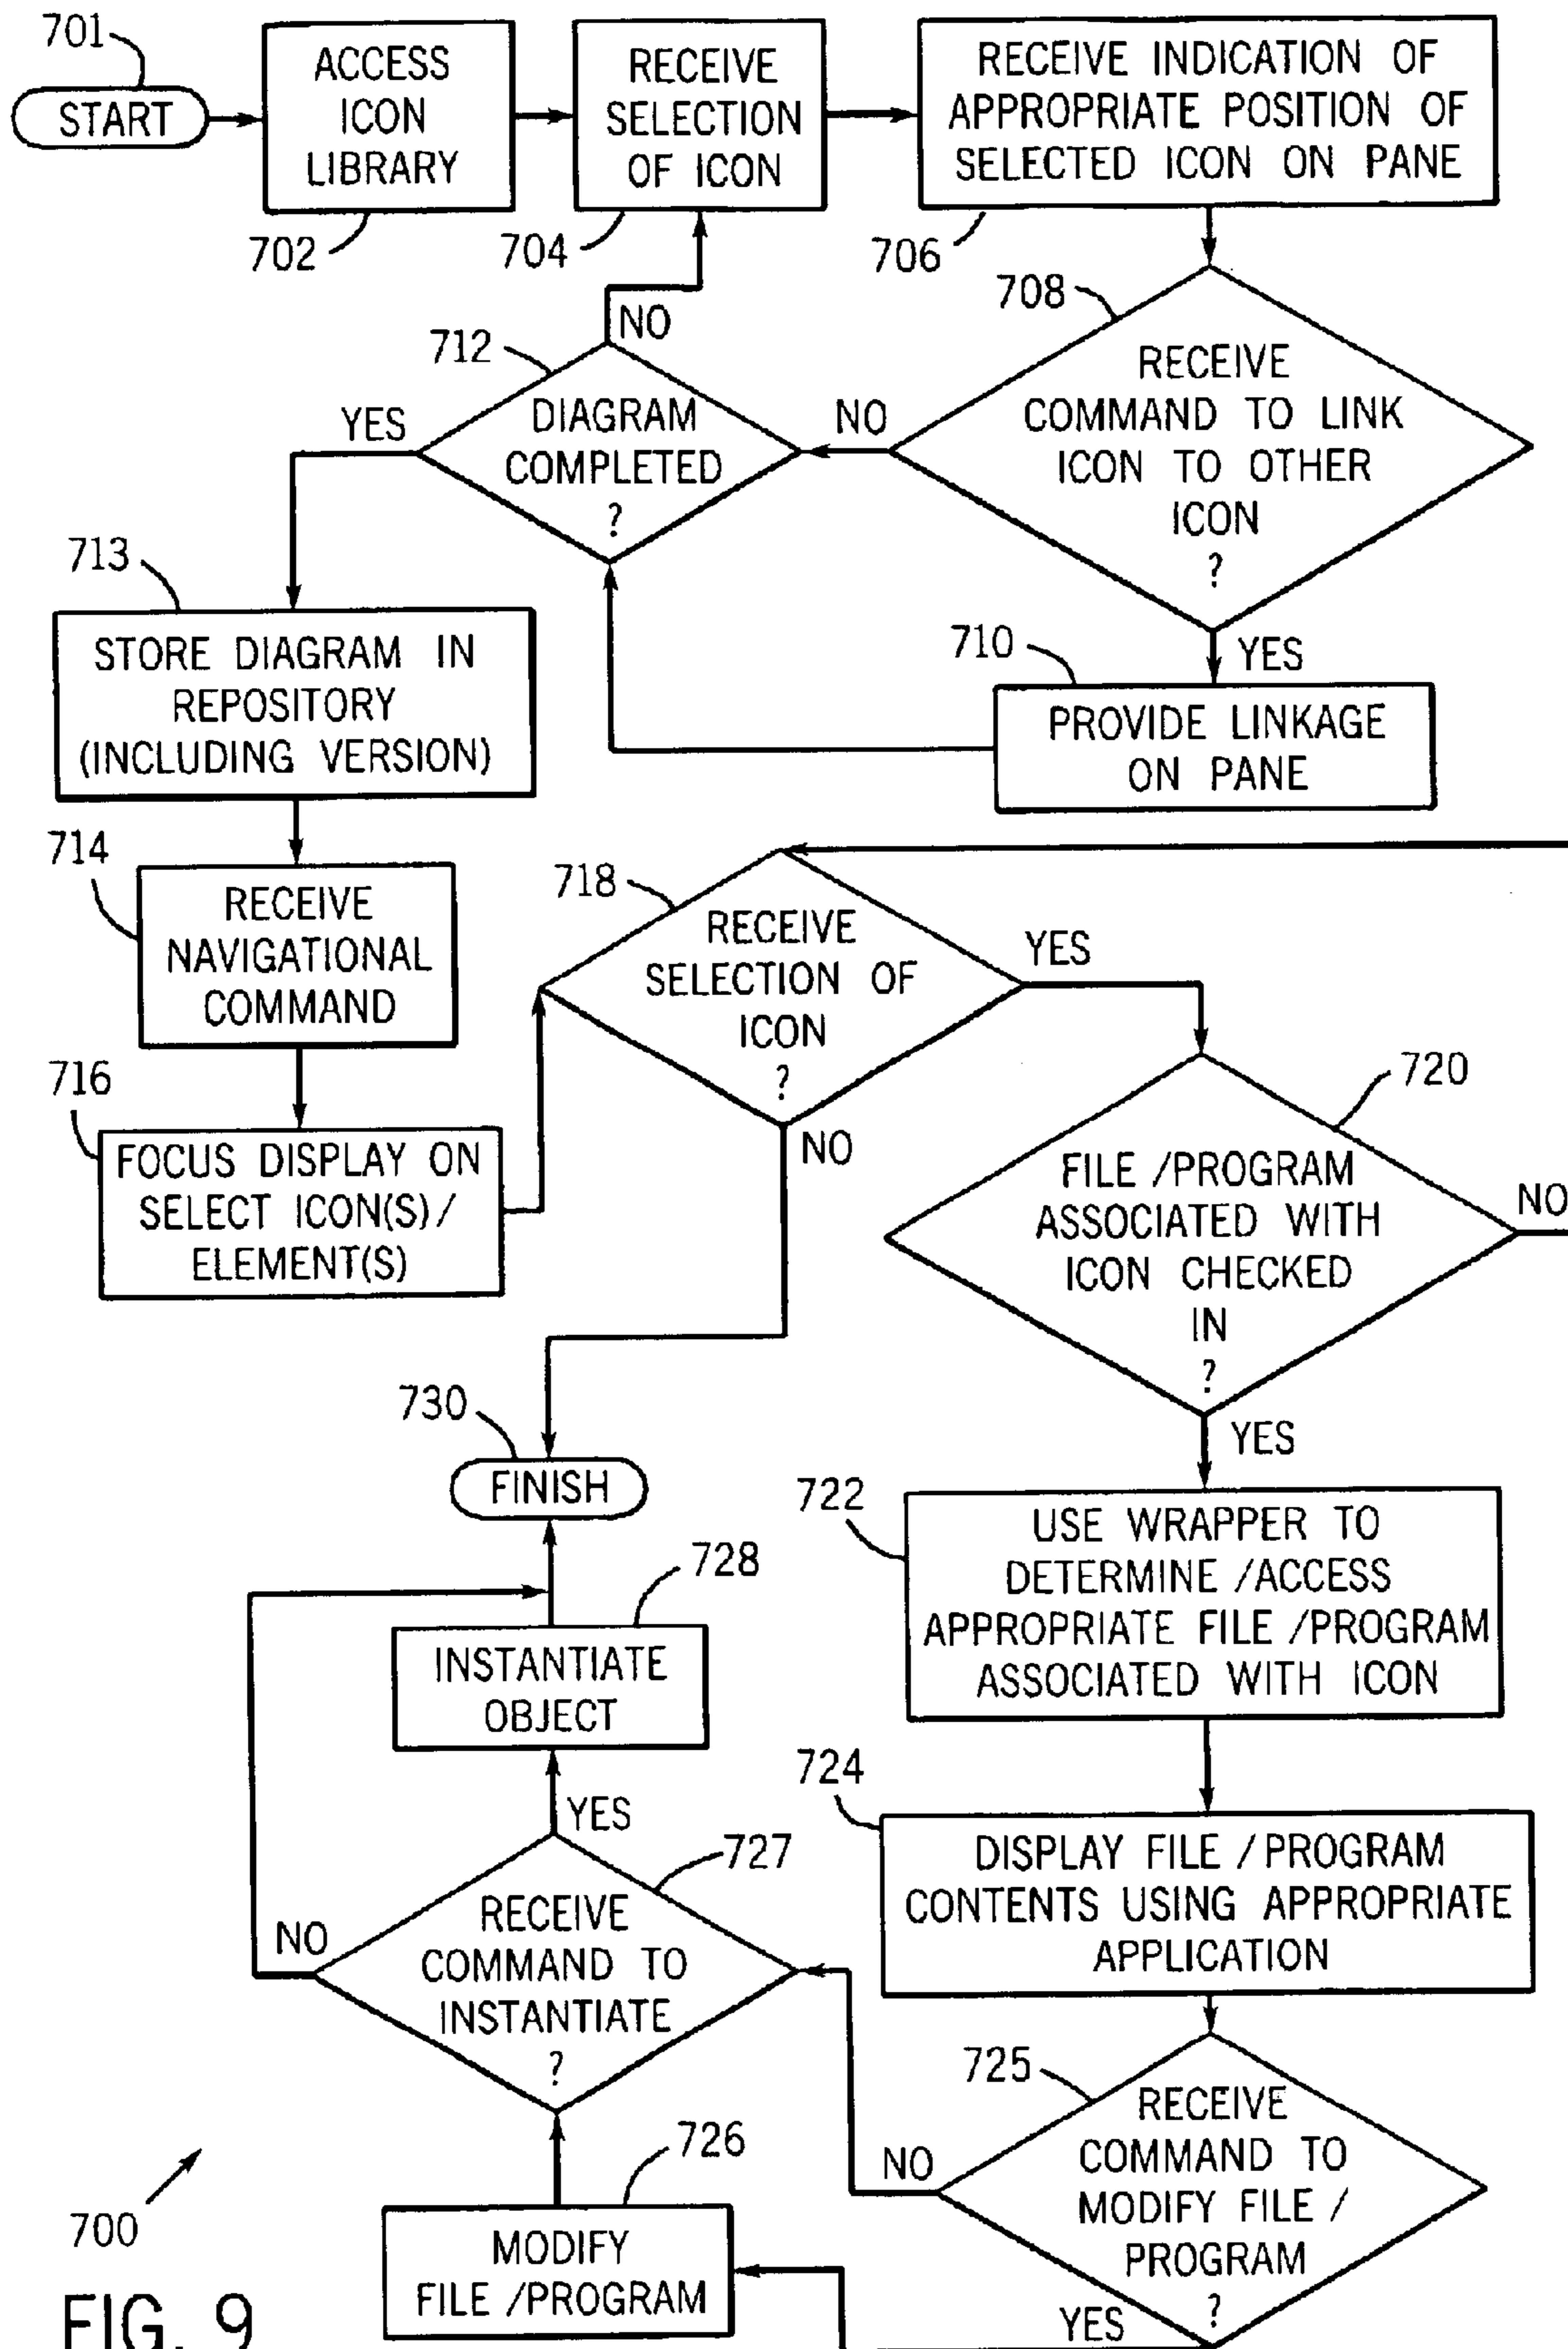 701
START
ACCESS
ICON
LIBRARY
702
RECEIVE
SELECTION
OF ICON
704
RECEIVE INDICATION OF
APPROPRIATE POSITION OF
SELECTED ICON ON PANE
706
708
RECEIVE
COMMAND TO LINK
ICON TO OTHER
ICON
?
NO
YES
710
PROVIDE LINKAGE
ON PANE
712
DIAGRAM
COMPLETED
?
NO
YES
713
STORE DIAGRAM IN
REPOSITORY
(INCLUDING VERSION)
714
RECEIVE
NAVIGATIONAL
COMMAND
716
FOCUS DISPLAY ON
SELECT ICON(S)/
ELEMENT(S)
718
RECEIVE
SELECTION OF
ICON
?
YES
NO
720
FILE /PROGRAM
ASSOCIATED WITH
ICON CHECKED
IN
?
NO
YES
722
USE WRAPPER TO
DETERMINE /ACCESS
APPROPRIATE FILE /PROGRAM
ASSOCIATED WITH ICON
724
DISPLAY FILE / PROGRAM
CONTENTS USING APPROPRIATE
APPLICATION
725
RECEIVE
COMMAND TO
MODIFY FILE /
PROGRAM
?
NO
YES
726
MODIFY
FILE /PROGRAM
727
RECEIVE
COMMAND TO
INSTANTIATE
?
NO
YES
728
INSTANTIATE
OBJECT
730
FINISH
700
FIG. 9